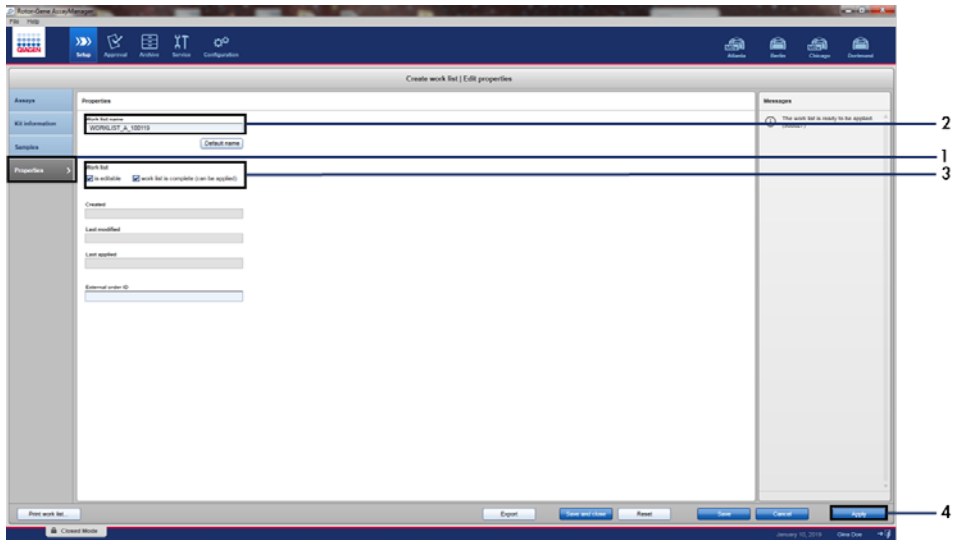 Rotor-Gene AssayManager
File Help
QIAGEN
Setup Approval Archive Service Configuration
Atlanta Berlin Chicago Dortmund
Create work list | Edit properties
Assays
Kit information
Samples
Properties
Properties
Work list name
WORKLIST_A_100119
Default name
Work list
is editable work list is complete (can be applied)
Created
Last modified
Last applied
External order ID
Messages
The work list is ready to be applied.
2
1
3
4
Print work list...
Export Save and close Reset Save Cancel Apply
Closed Mode
January 10, 2019 Gina Doe